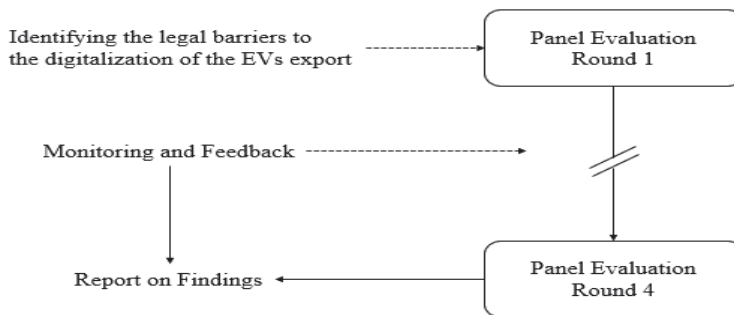 Identifying the legal barriers to
the digitalization of the EVs export
Panel Evaluation
Round 1
Monitoring and Feedback
Report on Findings
Panel Evaluation
Round 4